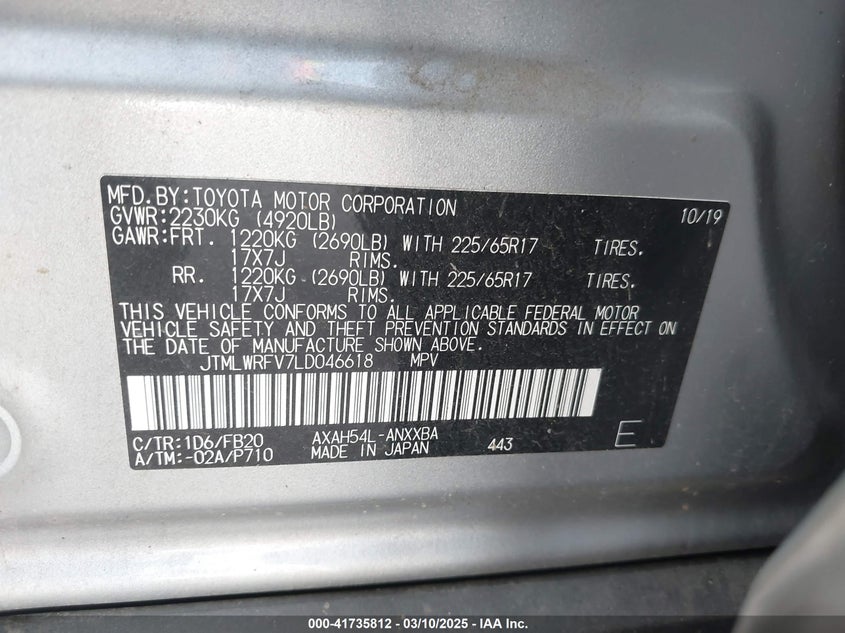 MFD.BY:TOYOTA MOTOR CORPORATION 10/19
GVWR:2230KG (4920LB)
GAWR:FRT. 1220KG (2690LB) WITH 225/65R17 TIRES.
17X7J RIMS.
RR. 1220KG (2690LB) WITH 225/65R17 TIRES.
17X7J RIMS.
THIS VEHICLE CONFORMS TO ALL APPLICABLE FEDERAL MOTOR
VEHICLE SAFETY AND THEFT PREVENTION STANDARDS IN EFFECT ON
THE DATE OF MANUFACTURE SHOWN ABOVE.
JTMLWRFV7LD046618 MPV
C/TR:1D6/FB20 AXAH54L-ANXXBA
A/TM:-02A/P710 MADE IN JAPAN 443 E
000-41735812 - 03/10/2025 - IAA Inc.